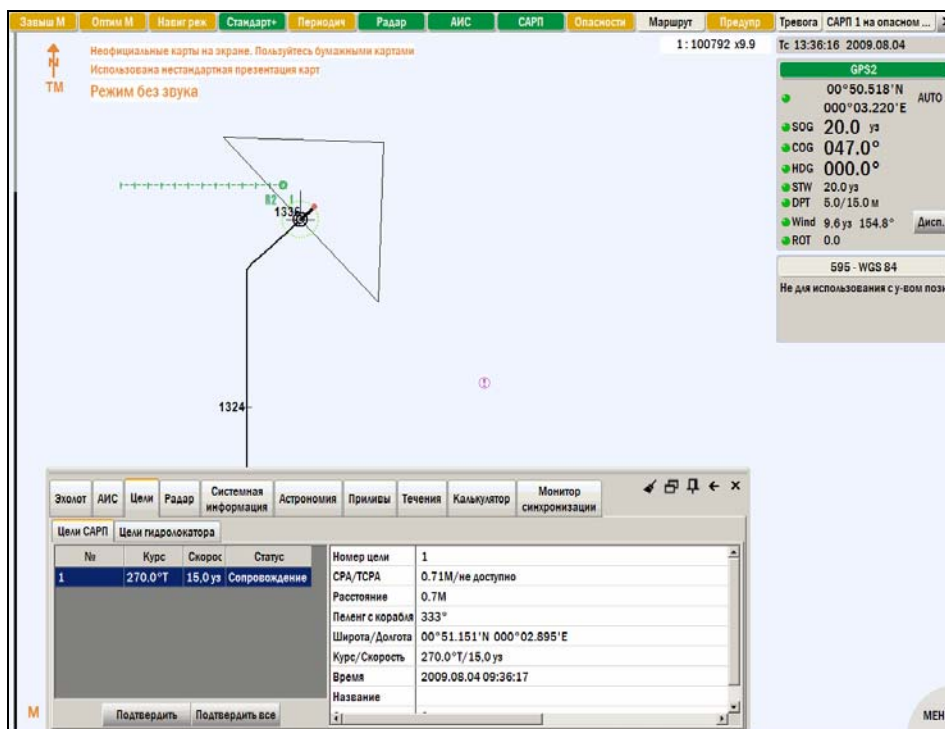 Завыш М Оптим М Навиг реж Стандарт+ Периодич Радар АИС САРП Опасности Маршрут Предупр Тревога САРП 1 на опасном ...
Неофициальные карты на экране. Пользуйтесь бумажными картами
Использована нестандартная презентация карт
Режим без звука
N
TM
1:100792 x9.9
Тс 13:36:16 2009.08.04
GPS2
00°50.518'N
000°03.220'E
AUTO
SOG 20.0 уз
COG 047.0°
HDG 000.0°
STW 20.0 уз
DPT 5.0/15.0 м
Wind 9.6 уз 154.8° Дисп.
ROT 0.0
595 - WGS 84
Не для использования с у-вом пози
1336
1324
Эхолот АИС Цели Радар Системная информация Астрономия Приливы Течения Калькулятор Монитор синхронизации
Цели САРП Цели гидролокатора
№ Курс Скорос Статус
1 270.0°T 15,0 уз Сопровождение
Номер цели 1
CPA/TCPA 0.71М/не доступно
Расстояние 0.7М
Пеленг с корабля 333°
Широта/Долгота 00°51.151'N 000°02.895'E
Курс/Скорость 270.0°T/15,0 уз
Время 2009.08.04 09:36:17
Название
Подтвердить Подтвердить все
М
МЕН